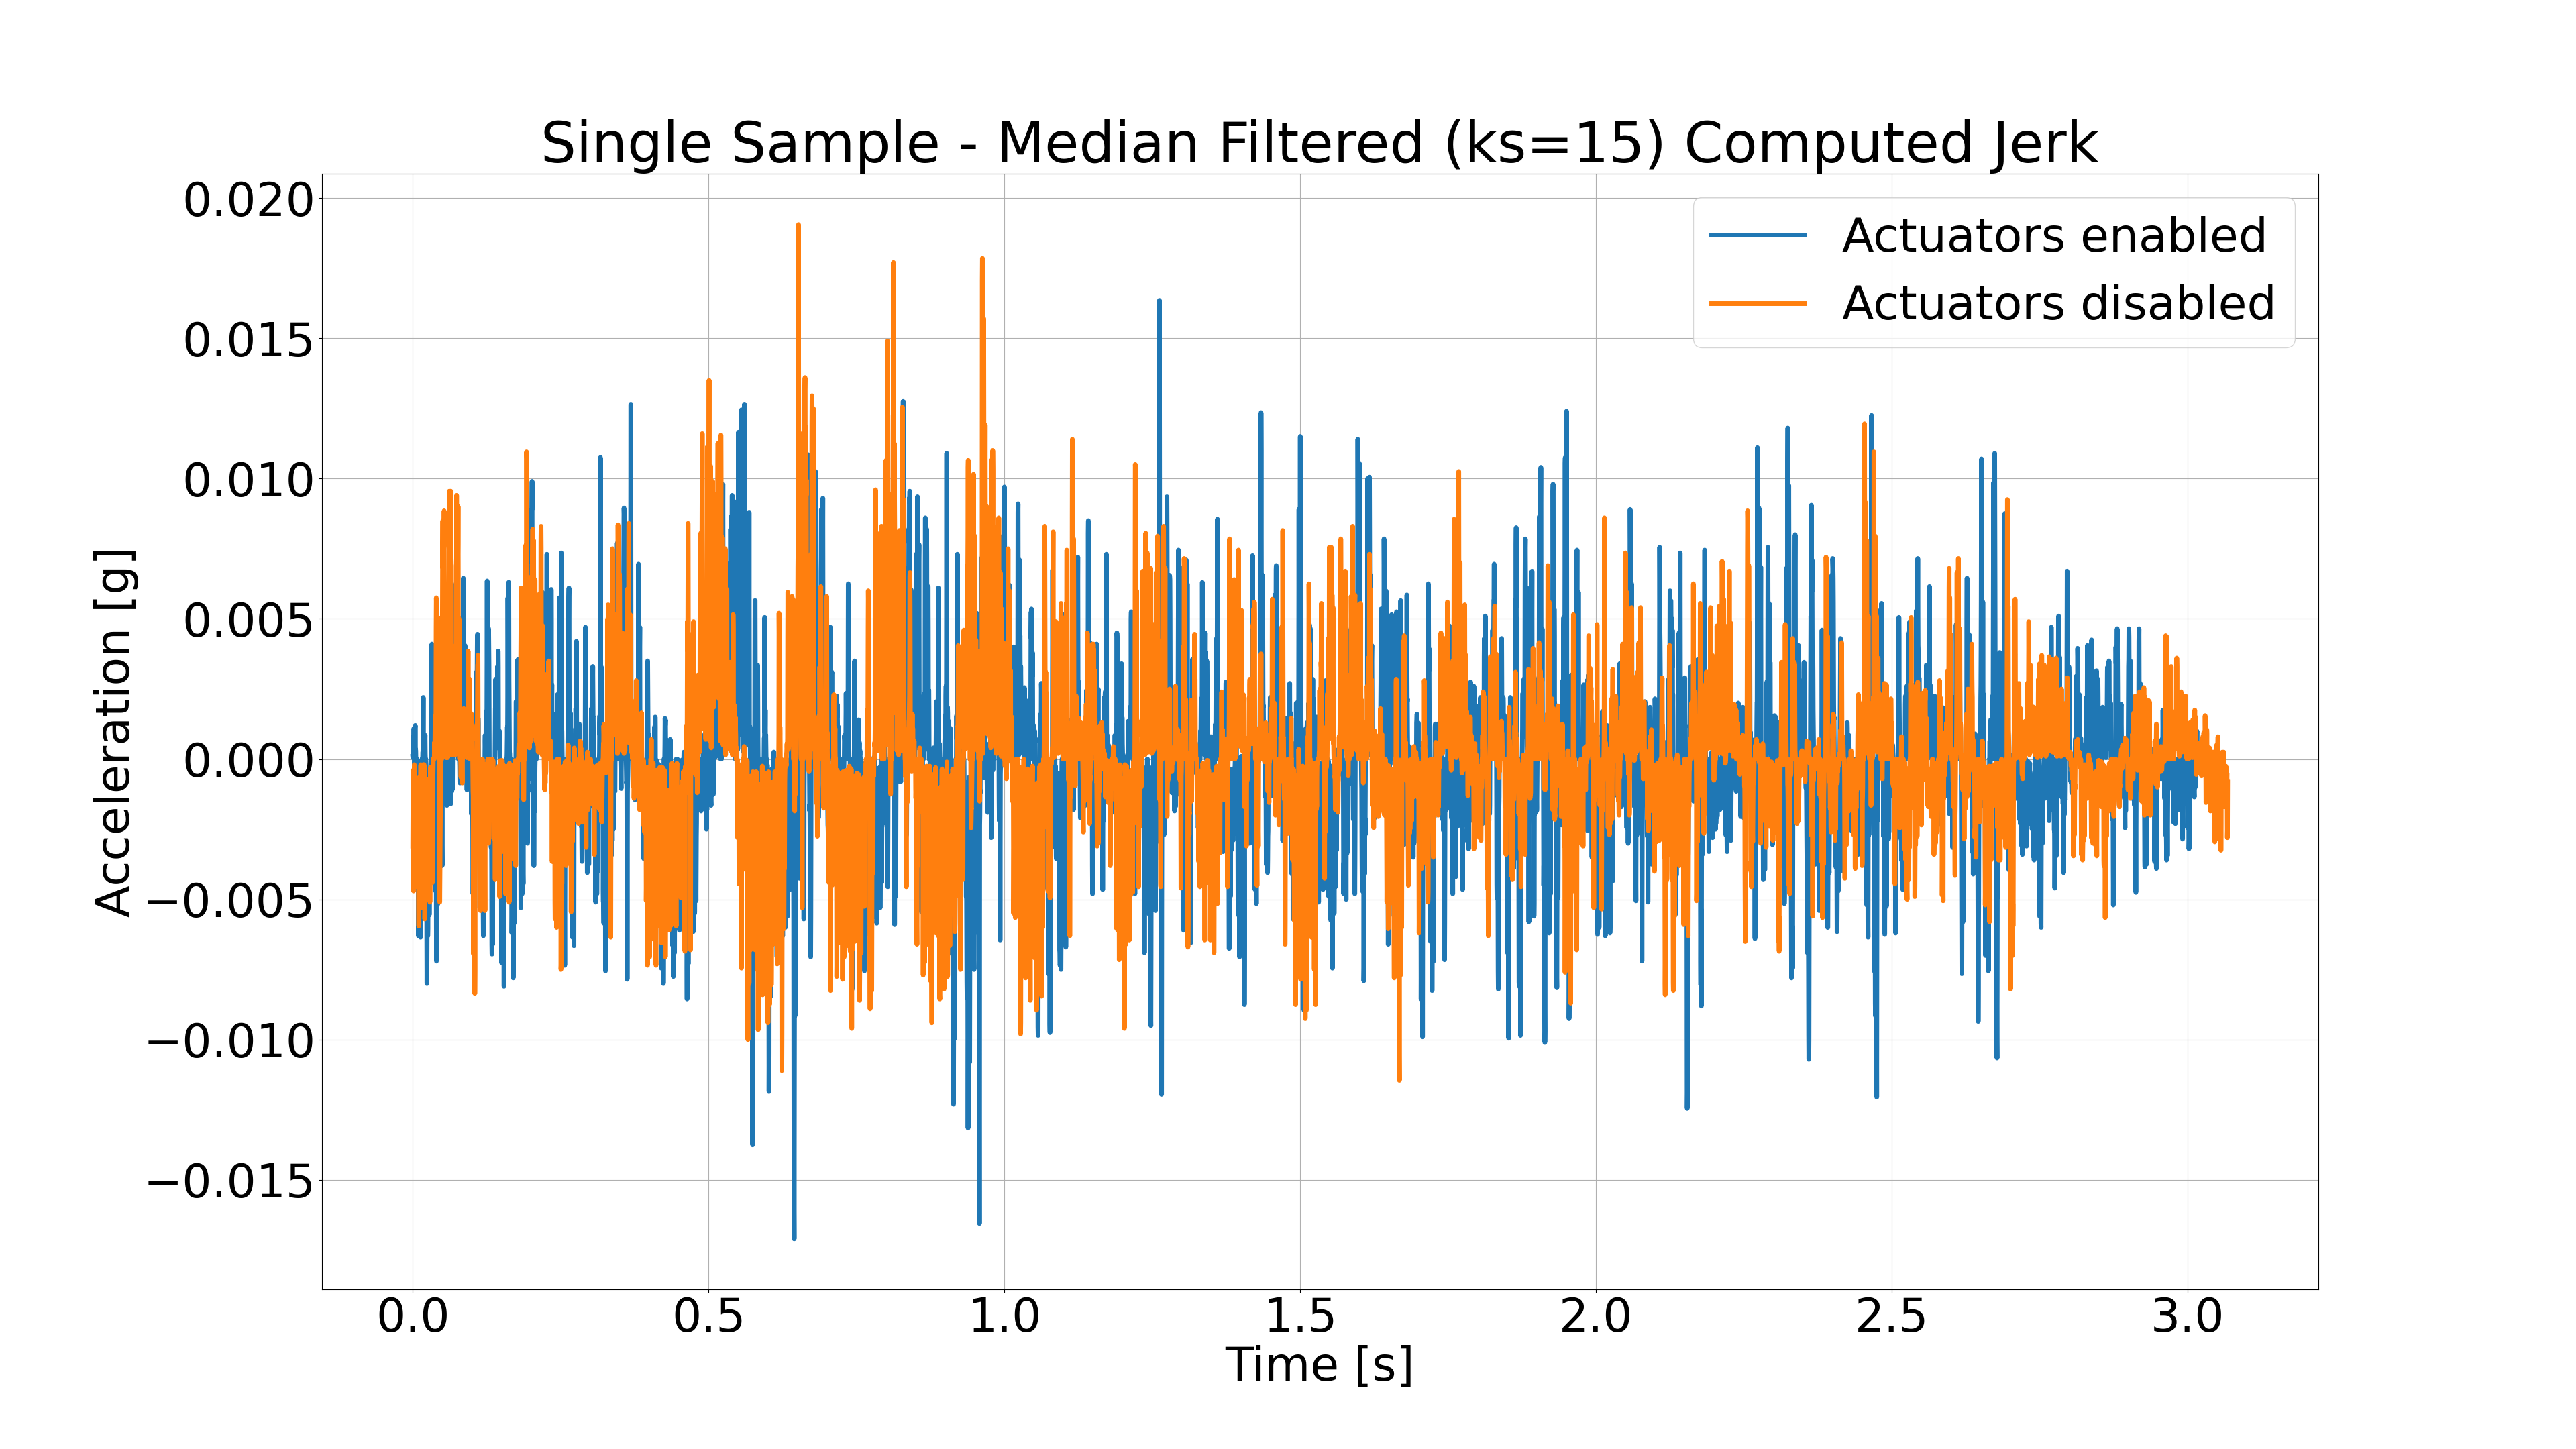 Single Sample - Median Filtered (ks=15) Computed Jerk
0.020
0.015
0.010
0.005
0.000
−0.005
−0.010
−0.015
Acceleration [g]
Actuators enabled
Actuators disabled
0.0 0.5 1.0 1.5 2.0 2.5 3.0
Time [s]